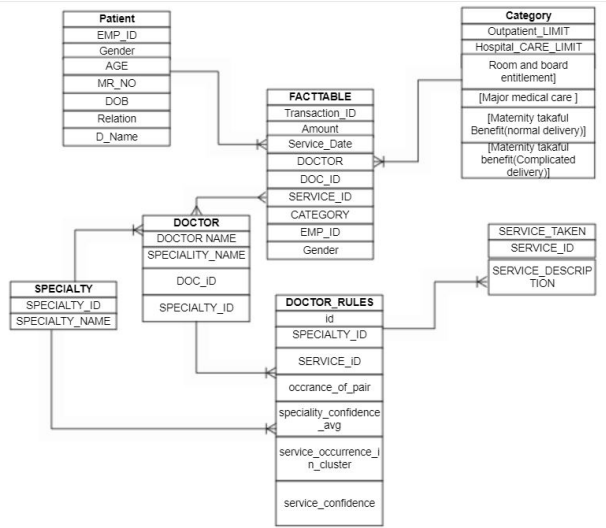 Patient
EMP_ID
Gender
AGE
MR_NO
DOB
Relation
D_Name
Category
Outpatient_LIMIT
Hospital_CARE_LIMIT
Room and board
entitlement]
[Major medical care ]
[Maternity takaful
Benefit(normal delivery)]
[Maternity takaful
benefit(Complicated
delivery)]
FACTTABLE
Transaction_ID
Amount
Service_Date
DOCTOR
DOC_ID
SERVICE_ID
CATEGORY
EMP_ID
Gender
DOCTOR
DOCTOR NAME
SPECIALITY_NAME
DOC_iD
SPECIALTY_ID
SERVICE_TAKEN
SERVICE_ID
SERVICE_DESCRIP
TION
SPECIALTY
SPECIALTY_ID
SPECIALTY_NAME
DOCTOR_RULES
id
SPECIALTY_ID
SERVICE_iD
occrance_of_pair
speciality_confidence
_avg
service_occurrence_i
n_cluster
service_confidence